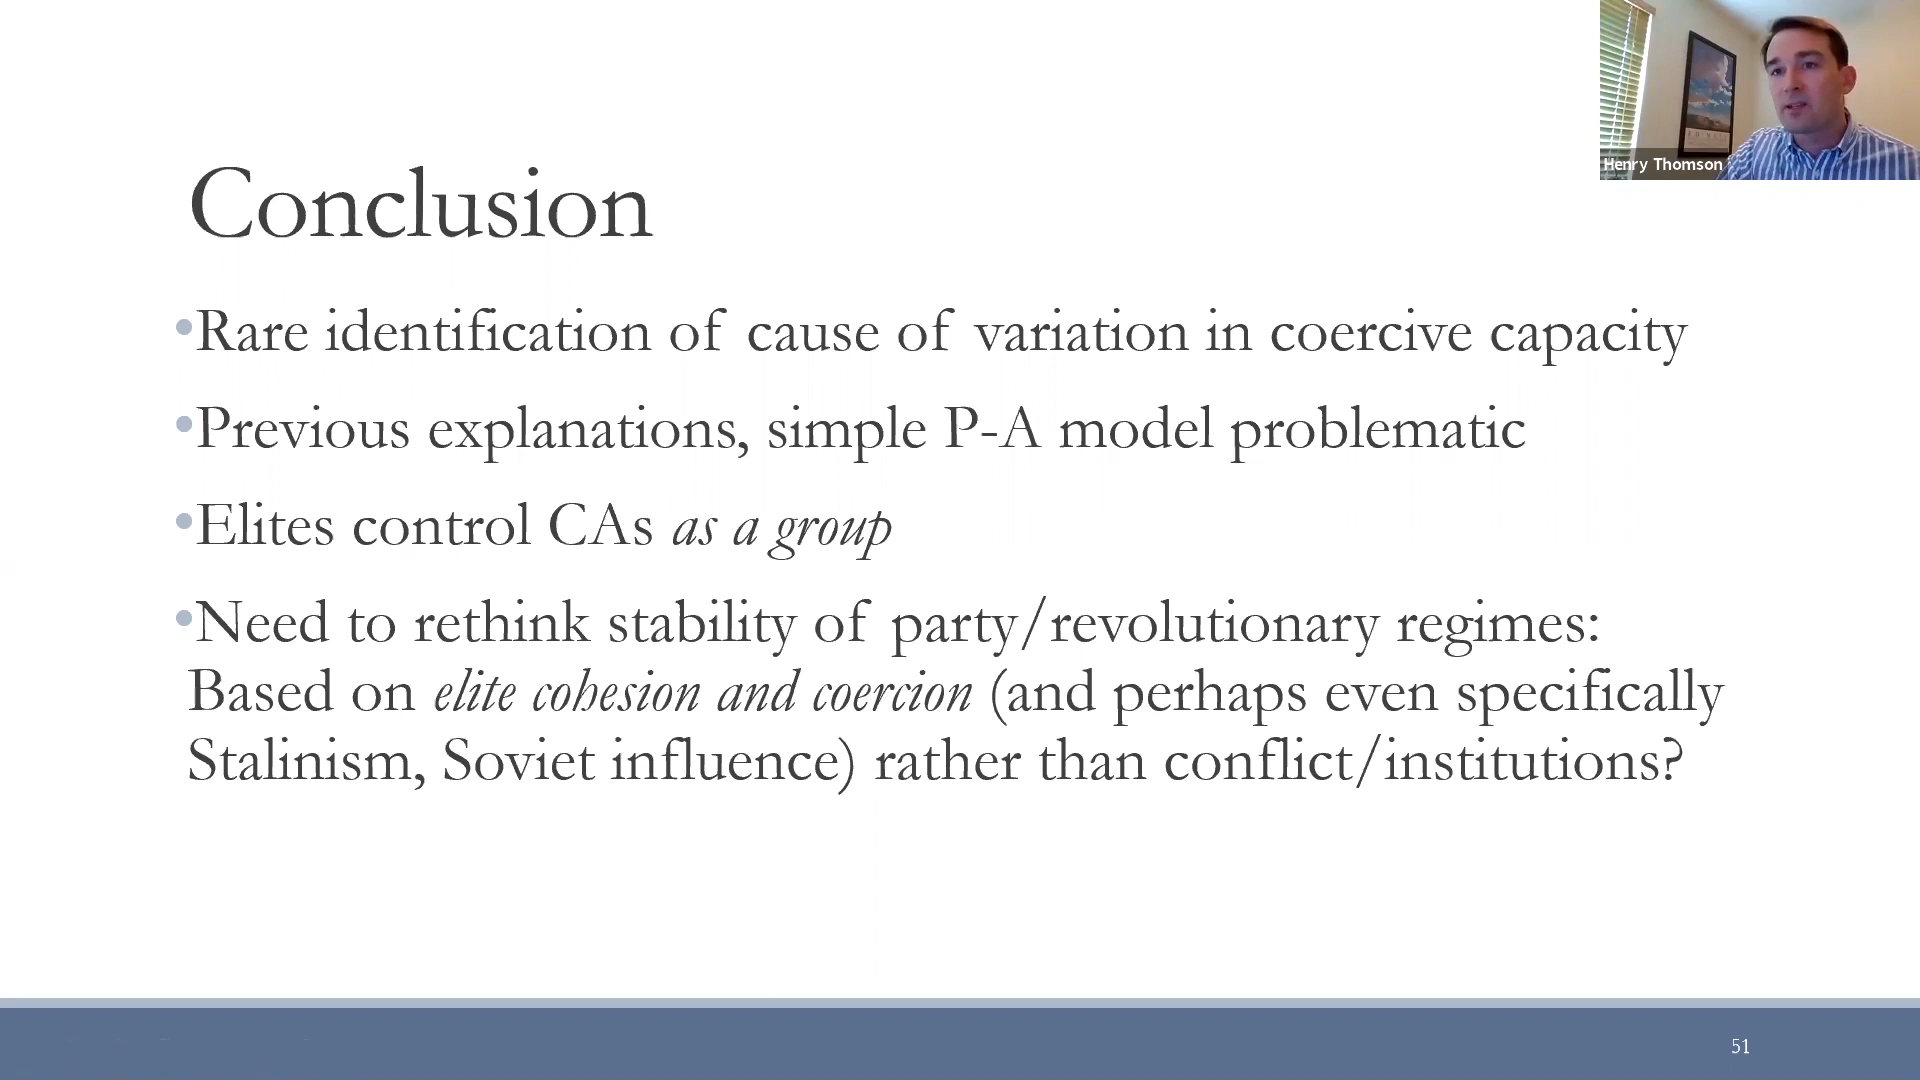 Henry Thomson
Conclusion
•Rare identification of cause of variation in coercive capacity
•Previous explanations, simple P-A model problematic
•Elites control CAs as a group
•Need to rethink stability of party/revolutionary regimes:
Based on elite cohesion and coercion (and perhaps even specifically
Stalinism, Soviet influence) rather than conflict/institutions?
51